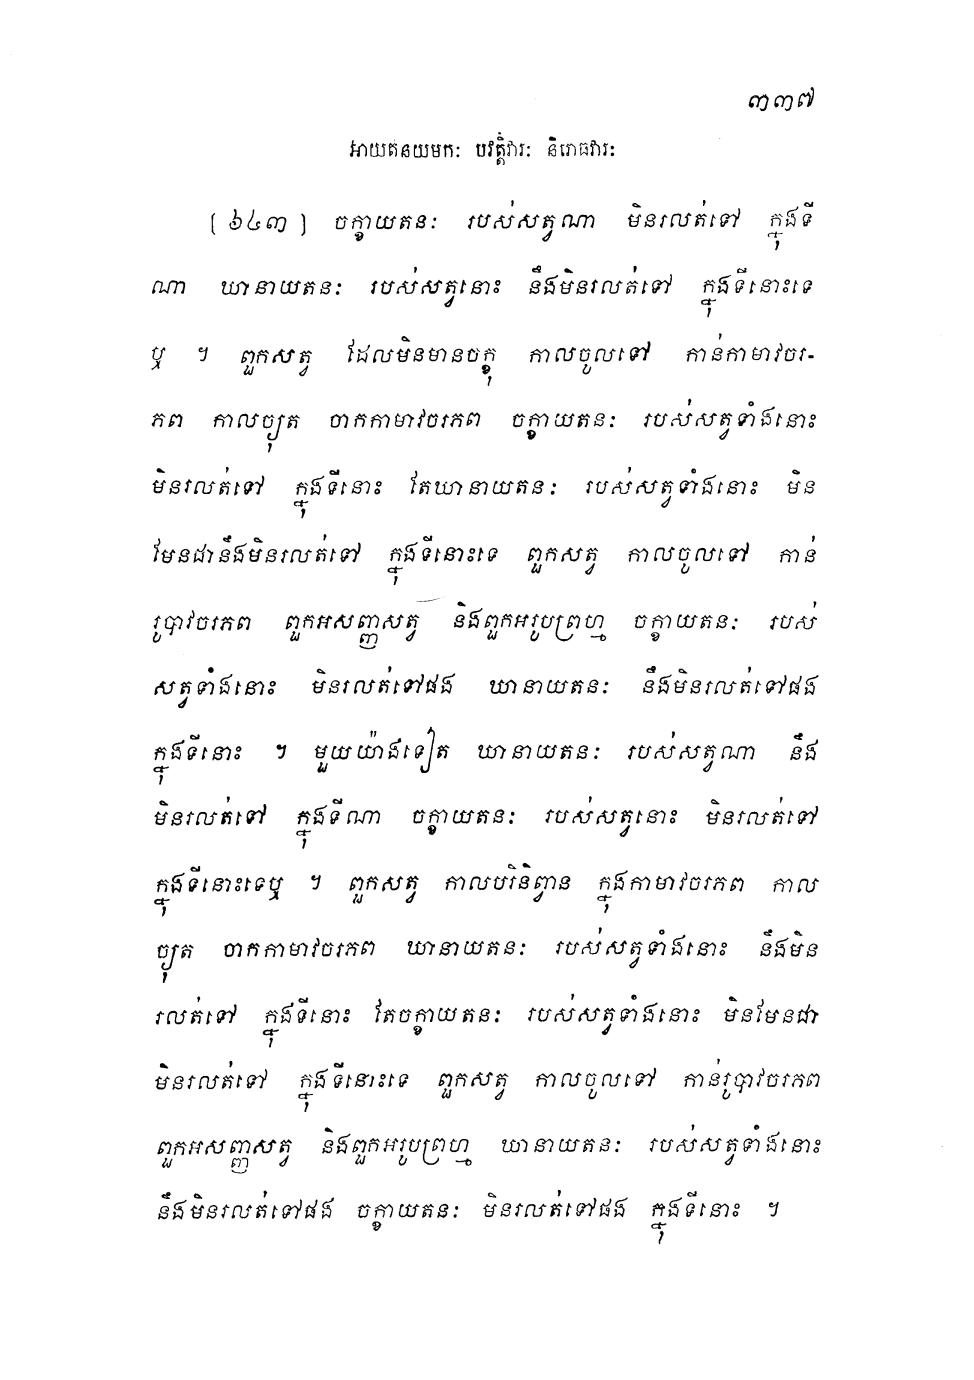 ៣៣៧
អាយតនយមកៈ បវត្តិវារៈ និរោធវារៈ
[ ៦៤៣ ] ចក្ខាយតនៈ របស់សត្វណា មិនរលត់ទៅ ក្នុងទី
ណា ឃានាយតនៈ របស់សត្វនោះ នឹងមិនរលត់ទៅ ក្នុងទីនោះទេ
ឬ ។ ពួកសត្វ ដែលមិនមានចក្ខុ កាលចូលទៅ កាន់កាមាវចរ-
ភព កាលច្យុត ចាកកាមាវចរភព ចក្ខាយតនៈ របស់សត្វទាំងនោះ
មិនរលត់ទៅ ក្នុងទីនោះ តែឃានាយតនៈ របស់សត្វទាំងនោះ មិន
មែនជានឹងមិនរលត់ទៅ ក្នុងទីនោះទេ ពួកសត្វ កាលចូលទៅ កាន់
រូបាវចរភព ពួកអសញ្ញសត្វ និងពួកអរូបព្រហ្ម ចក្ខាយតនៈ របស់
សត្វទាំងនោះ មិនរលត់ទៅផង ឃានាយតនៈ នឹងមិនរលត់ទៅផង
ក្នុងទីនោះ ។ មួយយ៉ាងទៀត ឃានាយតនៈ របស់សត្វណា នឹង
មិនរលត់ទៅ ក្នុងទីណា ចក្ខាយតនៈ របស់សត្វនោះ មិនរលត់ទៅ
ក្នុងទីនោះទេឬ ។ ពួកសត្វ កាលបរិនិព្វាន ក្នុងកាមាវចរភព កាល
ច្យុត ចាកកាមាវចរភព ឃានាយតនៈ របស់សត្វទាំងនោះ នឹងមិន
រលត់ទៅ ក្នុងទីនោះ តែចក្ខាយតនៈ របស់សត្វទាំងនោះ មិនមែនជា
មិនរលត់ទៅ ក្នុងទីនោះទេ ពួកសត្វ កាលចូលទៅ កាន់រូបាវចរភព
ពួកអសញ្ញសត្វ និងពួកអរូបព្រហ្ម ឃានាយតនៈ របស់សត្វទាំងនោះ
នឹងមិនរលត់ទៅផង ចក្ខាយតនៈ មិនរលត់ទៅផង ក្នុងទីនោះ ។